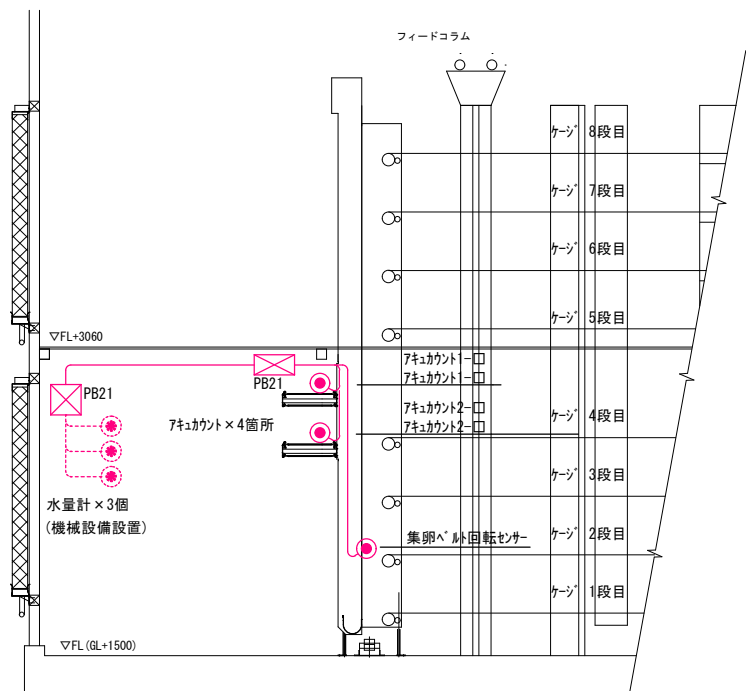 フィードコラム
ｹｰｼﾞ 8段目
ｹｰｼﾞ 7段目
ｹｰｼﾞ 6段目
ｹｰｼﾞ 5段目
▽FL+3060
ｱｷｭｶｳﾝﾄ1-□
ｱｷｭｶｳﾝﾄ1-□
PB21
PB21
ｱｷｭｶｳﾝﾄ2-□
ｱｷｭｶｳﾝﾄ2-□
ｱｷｭｶｳﾝﾄ×4箇所
ｹｰｼﾞ 4段目
ｹｰｼﾞ 3段目
水量計×3個
(機械設備設置)
集卵ﾍﾞﾙﾄ回転ｾﾝｻｰ
ｹｰｼﾞ 2段目
ｹｰｼﾞ 1段目
▽FL(GL+1500)